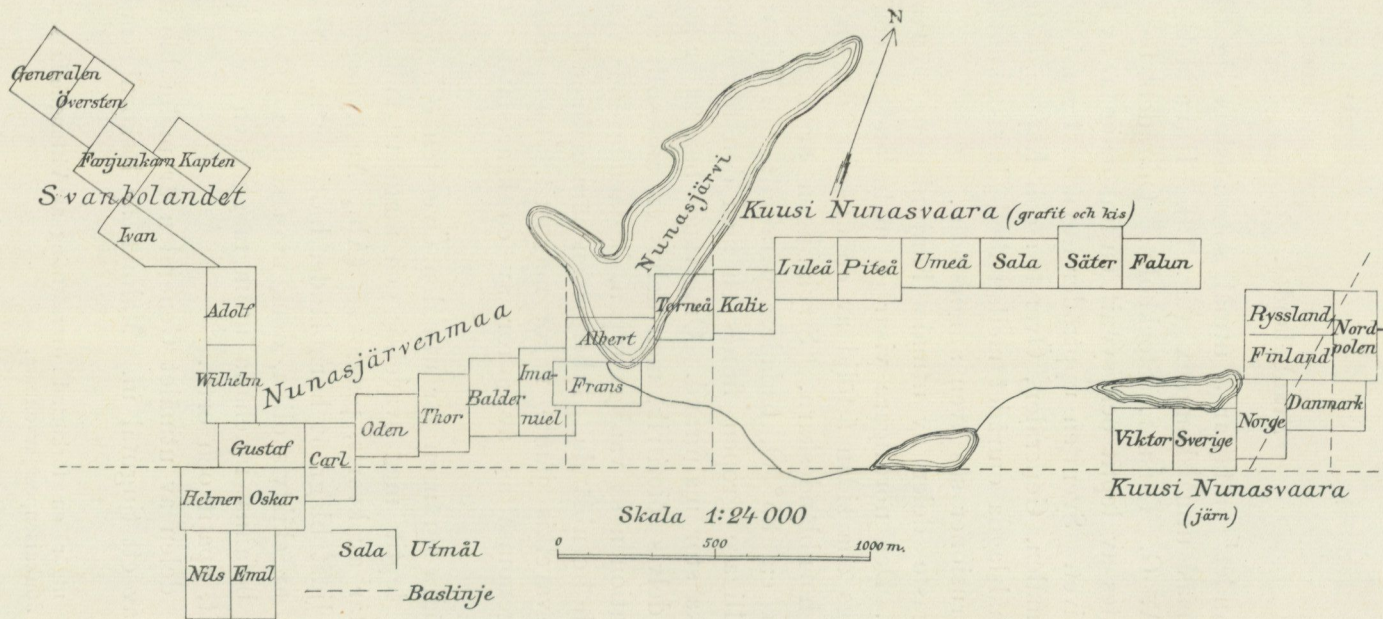 N
Generalen
Översten
Fanjunkarn
Kapten
Svanbolandet
Ivan
Nunasjärvi
Kuusi Nunasvaara (grafit och kis)
Luleå
Piteå
Umeå
Sala
Säter
Falun
Torneå
Kalix
Adolf
Wilhelm
Nunasjärvenmaa
Albert
Frans
Ima-
nuel
Balder
Thor
Oden
Ryssland
Finland
Nord-
polen
Danmark
Norge
Viktor
Sverige
Gustaf
Carl
Helmer
Oskar
Kuusi Nunasvaara
(järn)
Skala 1:24 000
0 500 1000 m.
Sala Utmål
Baslinje
Nils
Emil